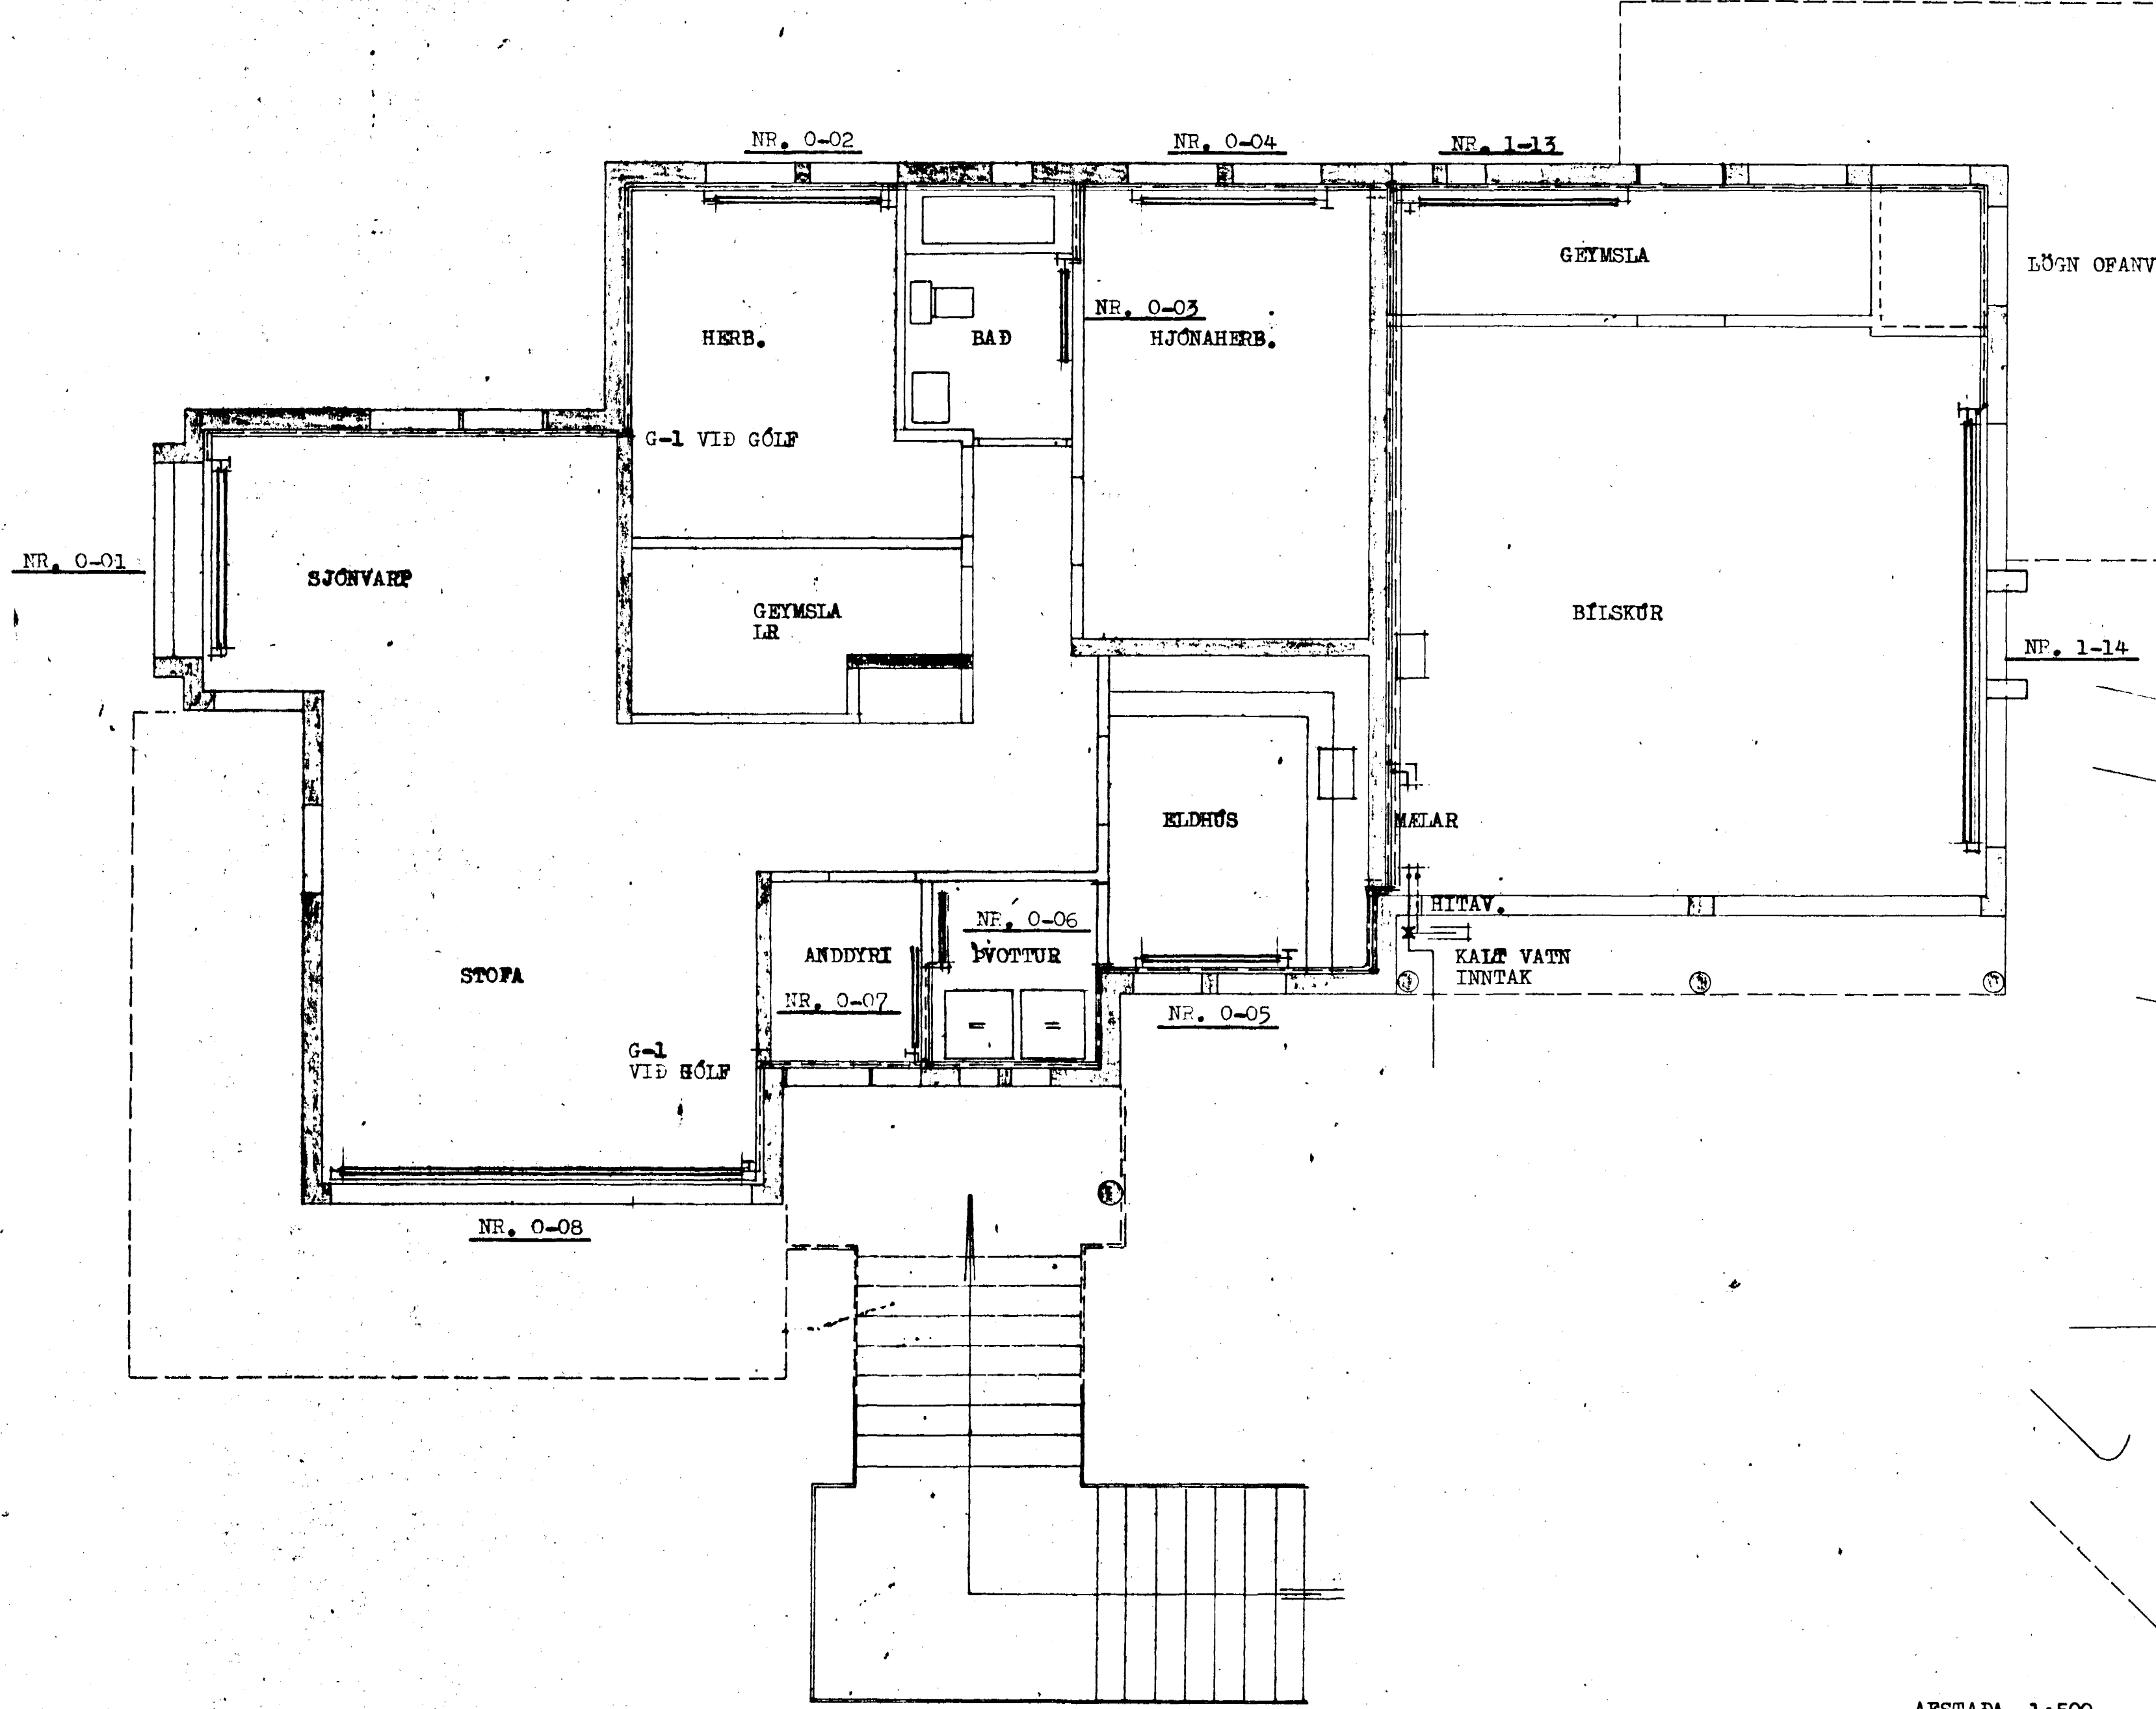 NR. 0-02
NR. 0-04
NR. 1-13
GEYMSLA
LÖGN OFANV
NR. 0-03
HERB.
BAÐ
HJÓNAHERB.
G-1 VIÐ GÓLF
NR. 0-01
SJÓNVARP
GEYMSLA
LR
BÍLSKÚR
NR. 1-14
ELDHÚS
MÆLAR
HITAV.
NR. 0-06
ANDDYRI
ÞVOTTUR
KALT VATN
INNTAK
STOFA
NR. 0-07
NR. 0-05
G-1
VIÐ GÓLF
NR. 0-08